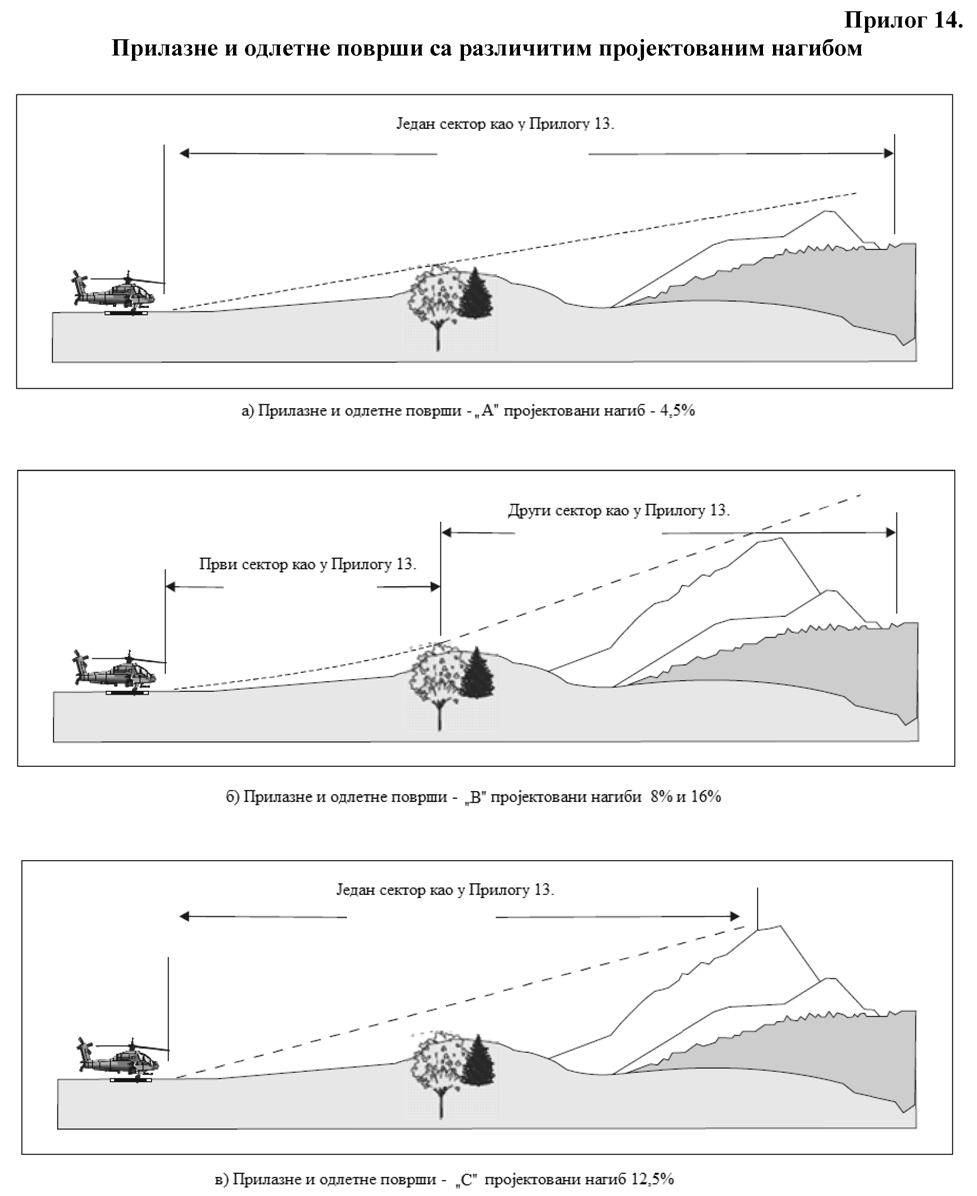 Прилог 14.
Прилазне и одлетне површи са различитим пројектованим нагибом
Један сектор као у Прилогу 13.
а) Прилазне и одлетне површи - „А" пројектовани нагиб - 4,5%
Други сектор као у Прилогу 13.
Први сектор као у Прилогу 13.
б) Прилазне и одлетне површи - „В" пројектовани нагиби 8% и 16%
Један сектор као у Прилогу 13.
в) Прилазне и одлетне површи - „С" пројектовани нагиб 12,5%